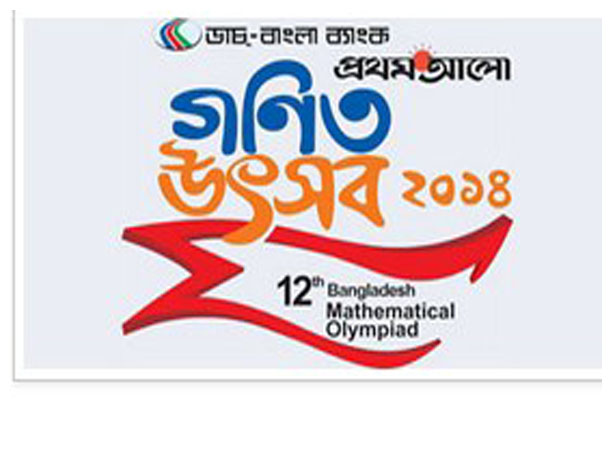 ডাচ্-বাংলা ব্যাংক
প্রথম আলো
গণিত
উৎসব ২০১৪
12th Bangladesh
Mathematical
Olympiad